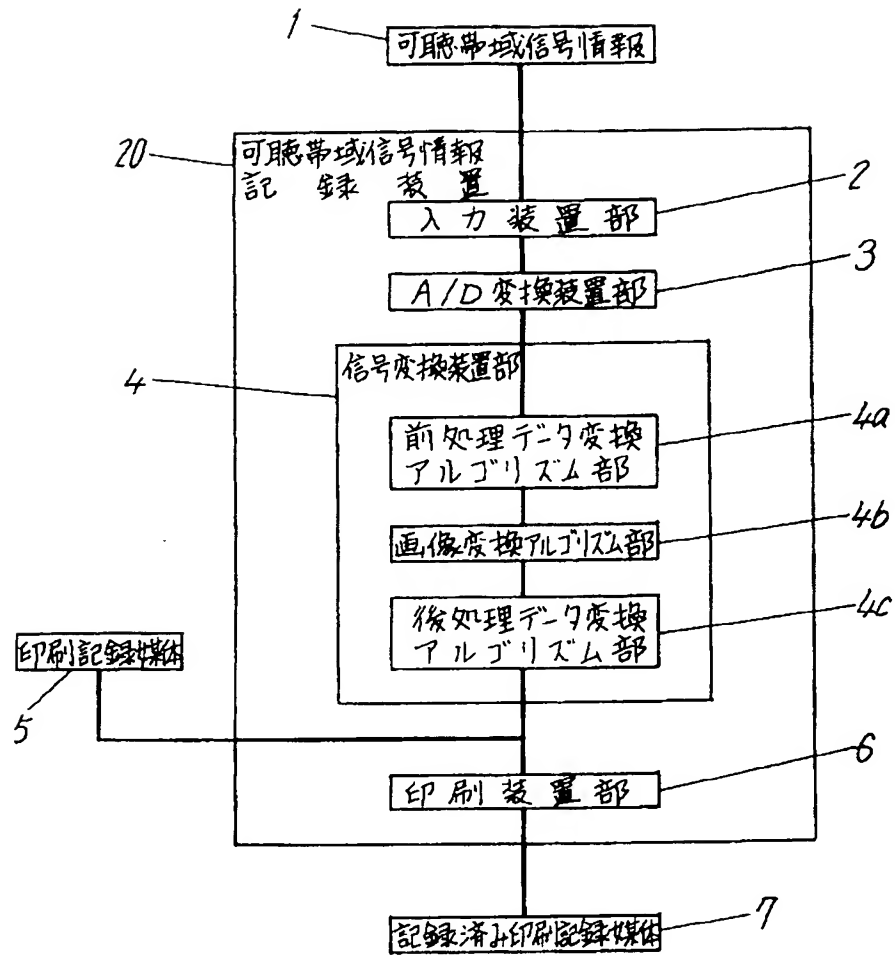 1
可聴帯域信号情報
20
可聴帯域信号情報
記録装置
2
入力装置部
3
A/D変換装置部
4
信号変換装置部
4a
前処理データ変換
アルゴリズム部
4b
画像変換アルゴリズム部
4c
後処理データ変換
アルゴリズム部
印刷記録媒体
5
6
印刷装置部
7
記録済み印刷記録媒体